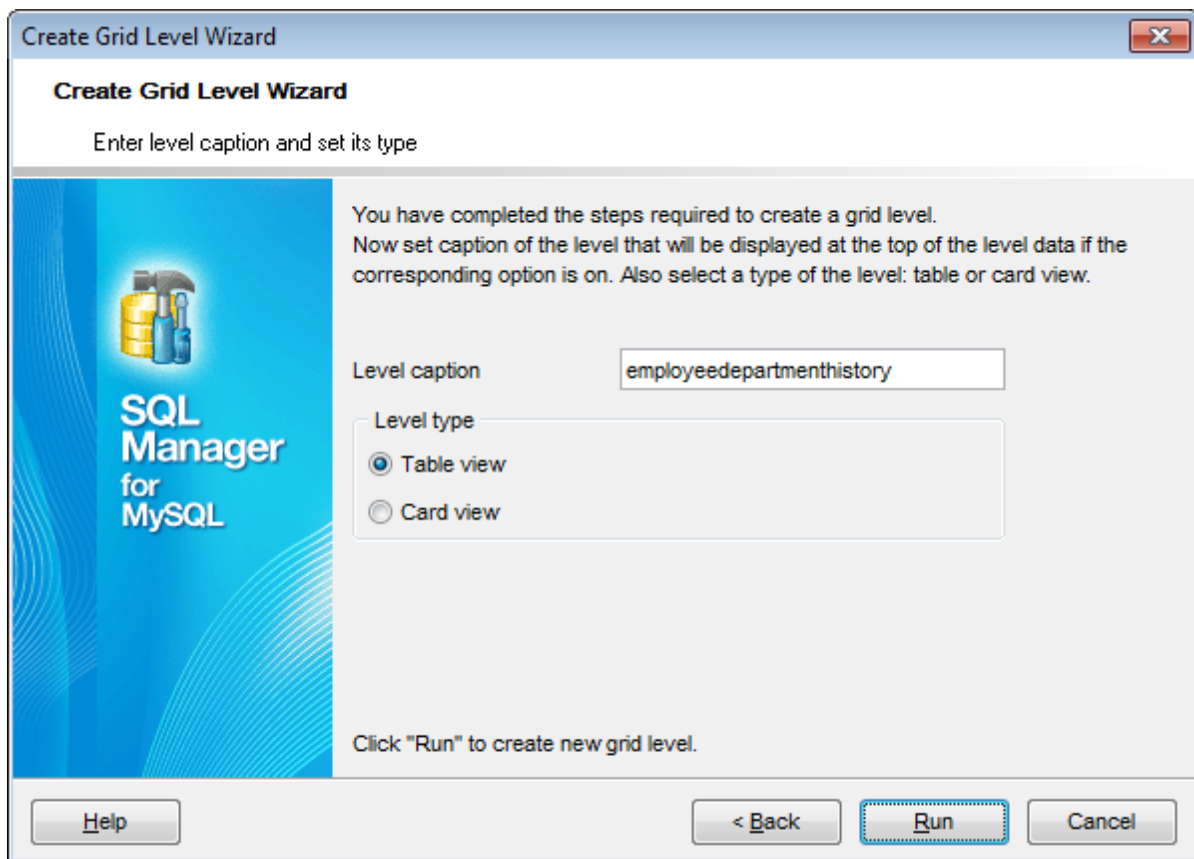 Create Grid Level Wizard
Create Grid Level Wizard
Enter level caption and set its type
You have completed the steps required to create a grid level.
Now set caption of the level that will be displayed at the top of the level data if the
corresponding option is on. Also select a type of the level: table or card view.
SQL
Manager
for
MySQL
Level caption employeedepartmenthistory
Level type
Table view
Card view
Click "Run" to create new grid level.
Help < Back Run Cancel